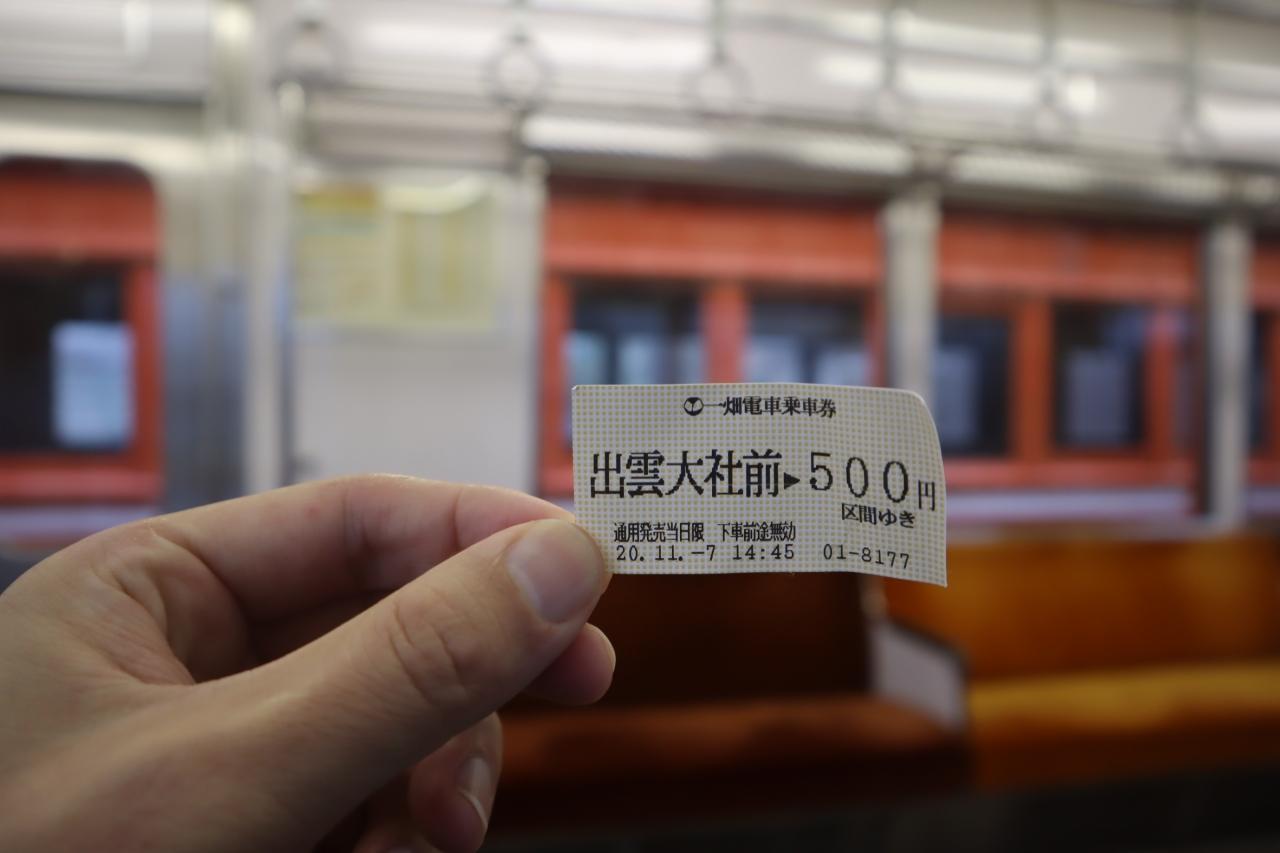 一畑電車乗車券
出雲大社前▶500円
区間ゆき
通用発売当日限 下車前途無効
20.11.-7 14:45 01-8177